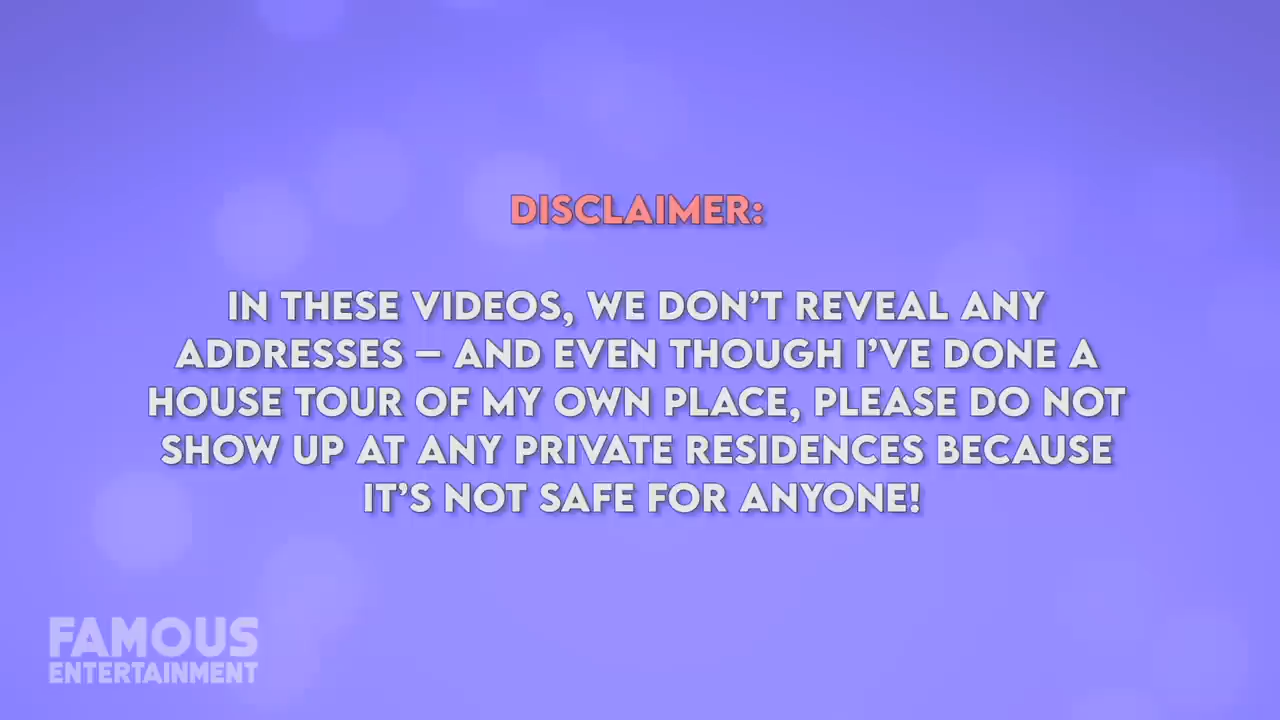 DISCLAIMER:
IN THESE VIDEOS, WE DON'T REVEAL ANY
ADDRESSES – AND EVEN THOUGH I'VE DONE A
HOUSE TOUR OF MY OWN PLACE, PLEASE DO NOT
SHOW UP AT ANY PRIVATE RESIDENCES BECAUSE
IT'S NOT SAFE FOR ANYONE!
FAMOUS
ENTERTAINMENT